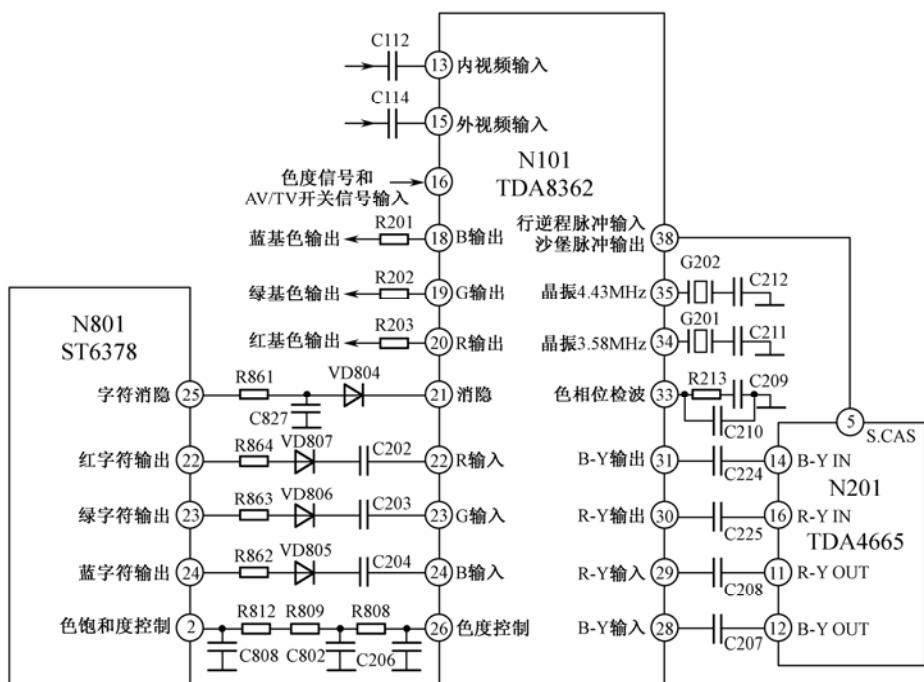 C112
13 内视频输入
C114
15 外视频输入
N101
TDA8362
色度信号和
AV/TV开关信号输入
16
R201
蓝基色输出
18 B输出
行逆程脉冲输入
沙堡脉冲输出
38
R202
绿基色输出
19 G输出
晶振4.43MHz
35
G202
C212
R203
红基色输出
20 R输出
晶振3.58MHz
34
G201
C211
N801
ST6378
字符消隐
25
R861
C827
VD804
21 消隐
色相位检波
33
R213
C209
C210
5
S.CAS
红字符输出
22
R864
VD807
C202
22 R输入
B-Y输出
31
C224
14 B-Y IN
N201
TDA4665
绿字符输出
23
R863
VD806
C203
23 G输入
R-Y输出
30
C225
16 R-Y IN
蓝字符输出
24
R862
VD805
C204
24 B输入
R-Y输入
29
C208
11 R-Y OUT
色饱和度控制
2
R812
R809
R808
C808
C802
C206
26 色度控制
B-Y输入
28
C207
12 B-Y OUT